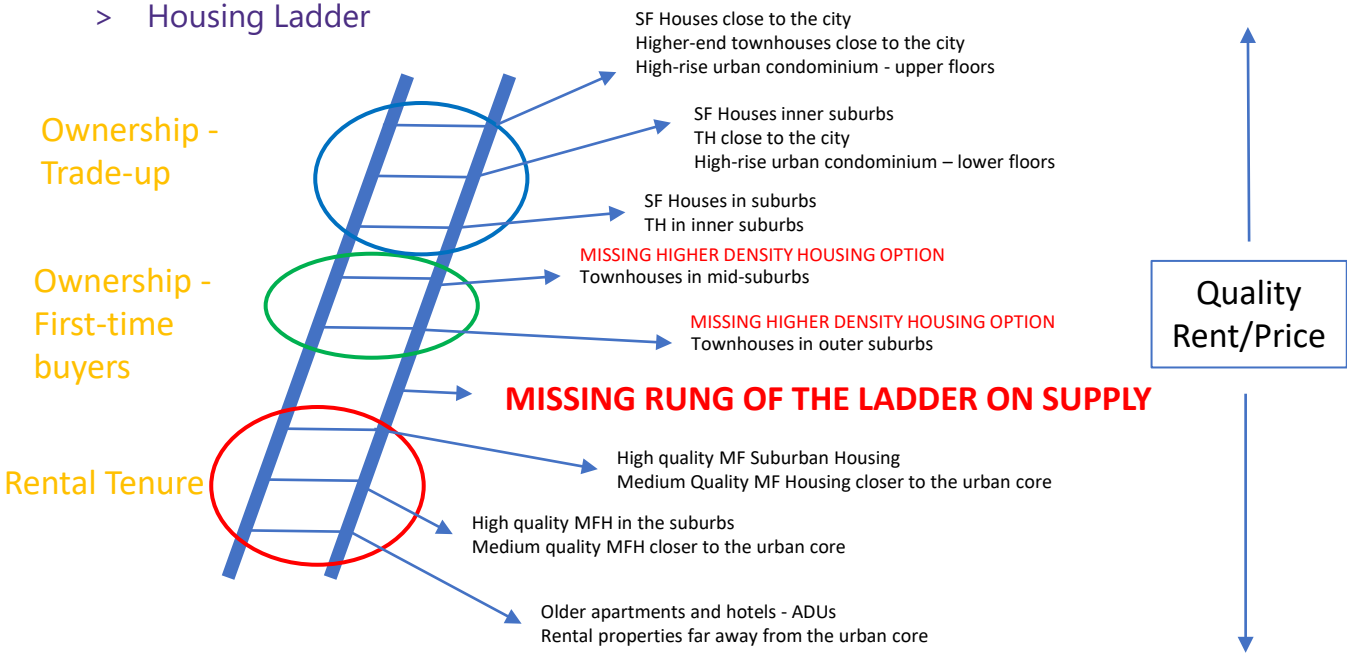 > Housing Ladder
SF Houses close to the city
Higher-end townhouses close to the city
High-rise urban condominium - upper floors
Ownership -
Trade-up
SF Houses inner suburbs
TH close to the city
High-rise urban condominium – lower floors
SF Houses in suburbs
TH in inner suburbs
MISSING HIGHER DENSITY HOUSING OPTION
Townhouses in mid-suburbs
Ownership -
First-time
buyers
MISSING HIGHER DENSITY HOUSING OPTION
Townhouses in outer suburbs
Quality
Rent/Price
MISSING RUNG OF THE LADDER ON SUPPLY
Rental Tenure
High quality MF Suburban Housing
Medium Quality MF Housing closer to the urban core
High quality MFH in the suburbs
Medium quality MFH closer to the urban core
Older apartments and hotels - ADUs
Rental properties far away from the urban core